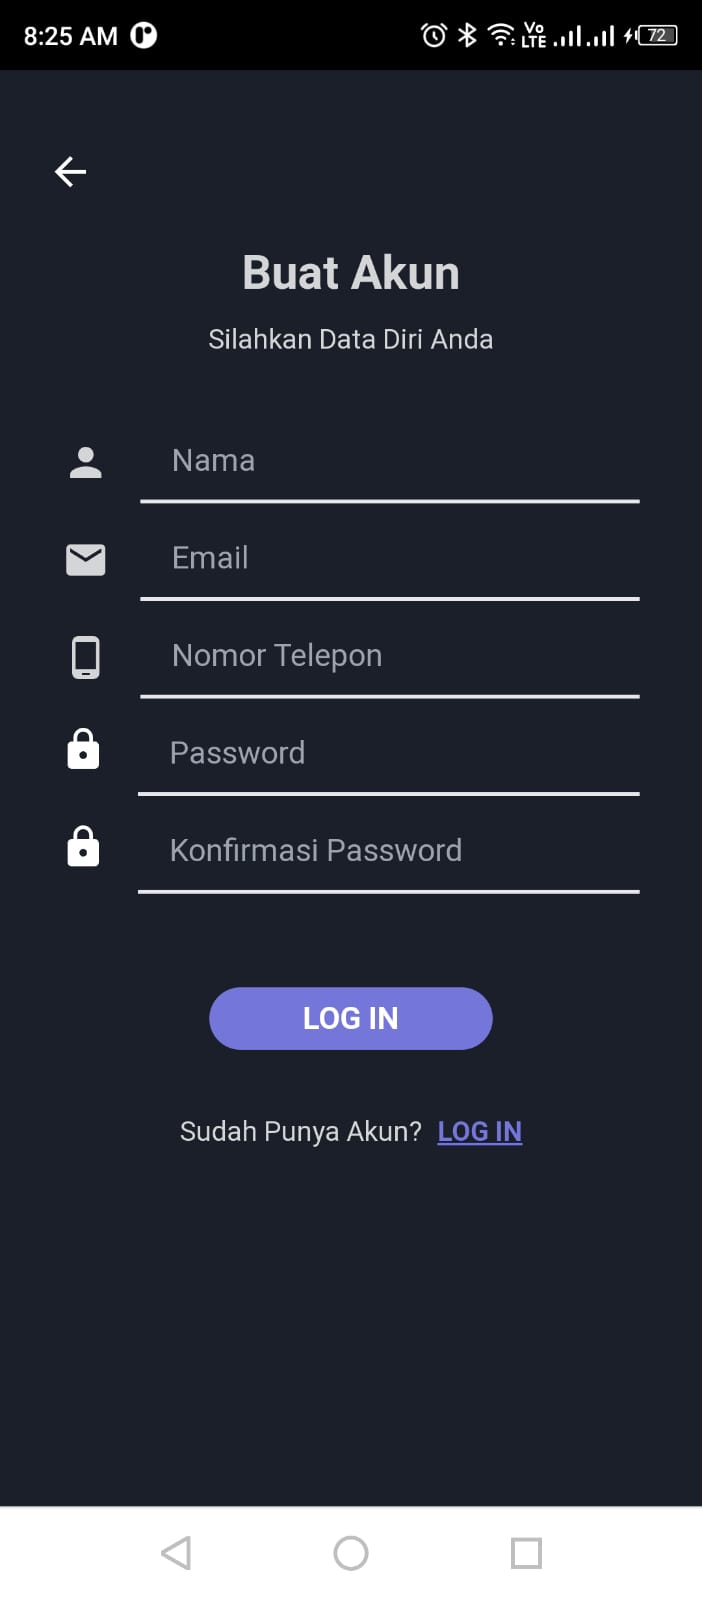 8:25 AM
Vo
LTE
72
Buat Akun
Silahkan Data Diri Anda
Nama
Email
Nomor Telepon
Password
Konfirmasi Password
LOG IN
Sudah Punya Akun? LOG IN